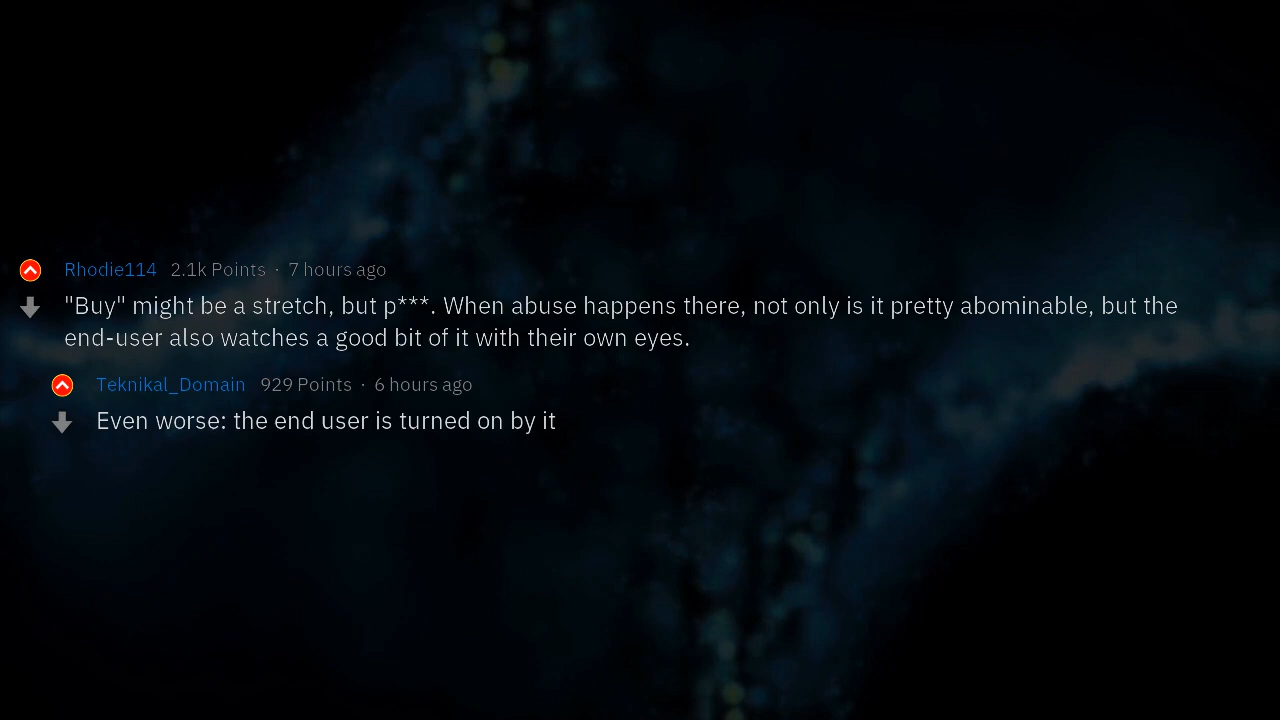 Rhodie114 2.1k Points · 7 hours ago
"Buy" might be a stretch, but p***. When abuse happens there, not only is it pretty abominable, but the
end-user also watches a good bit of it with their own eyes.
Teknikal_Domain 929 Points · 6 hours ago
Even worse: the end user is turned on by it